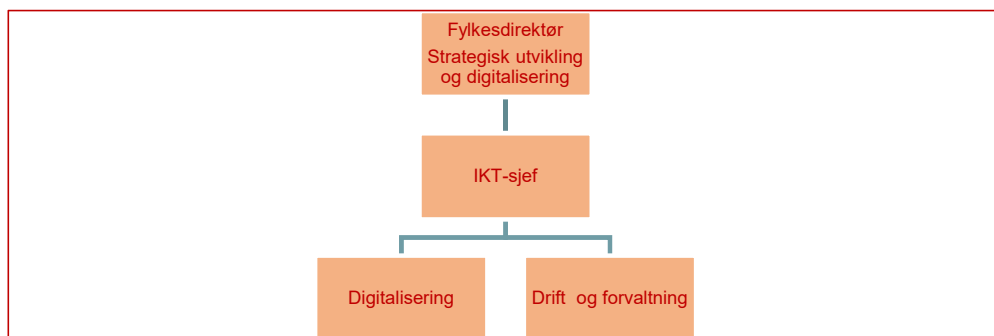 Fylkesdirektør
Strategisk utvikling
og digitalisering
IKT-sjef
Digitalisering
Drift og forvaltning